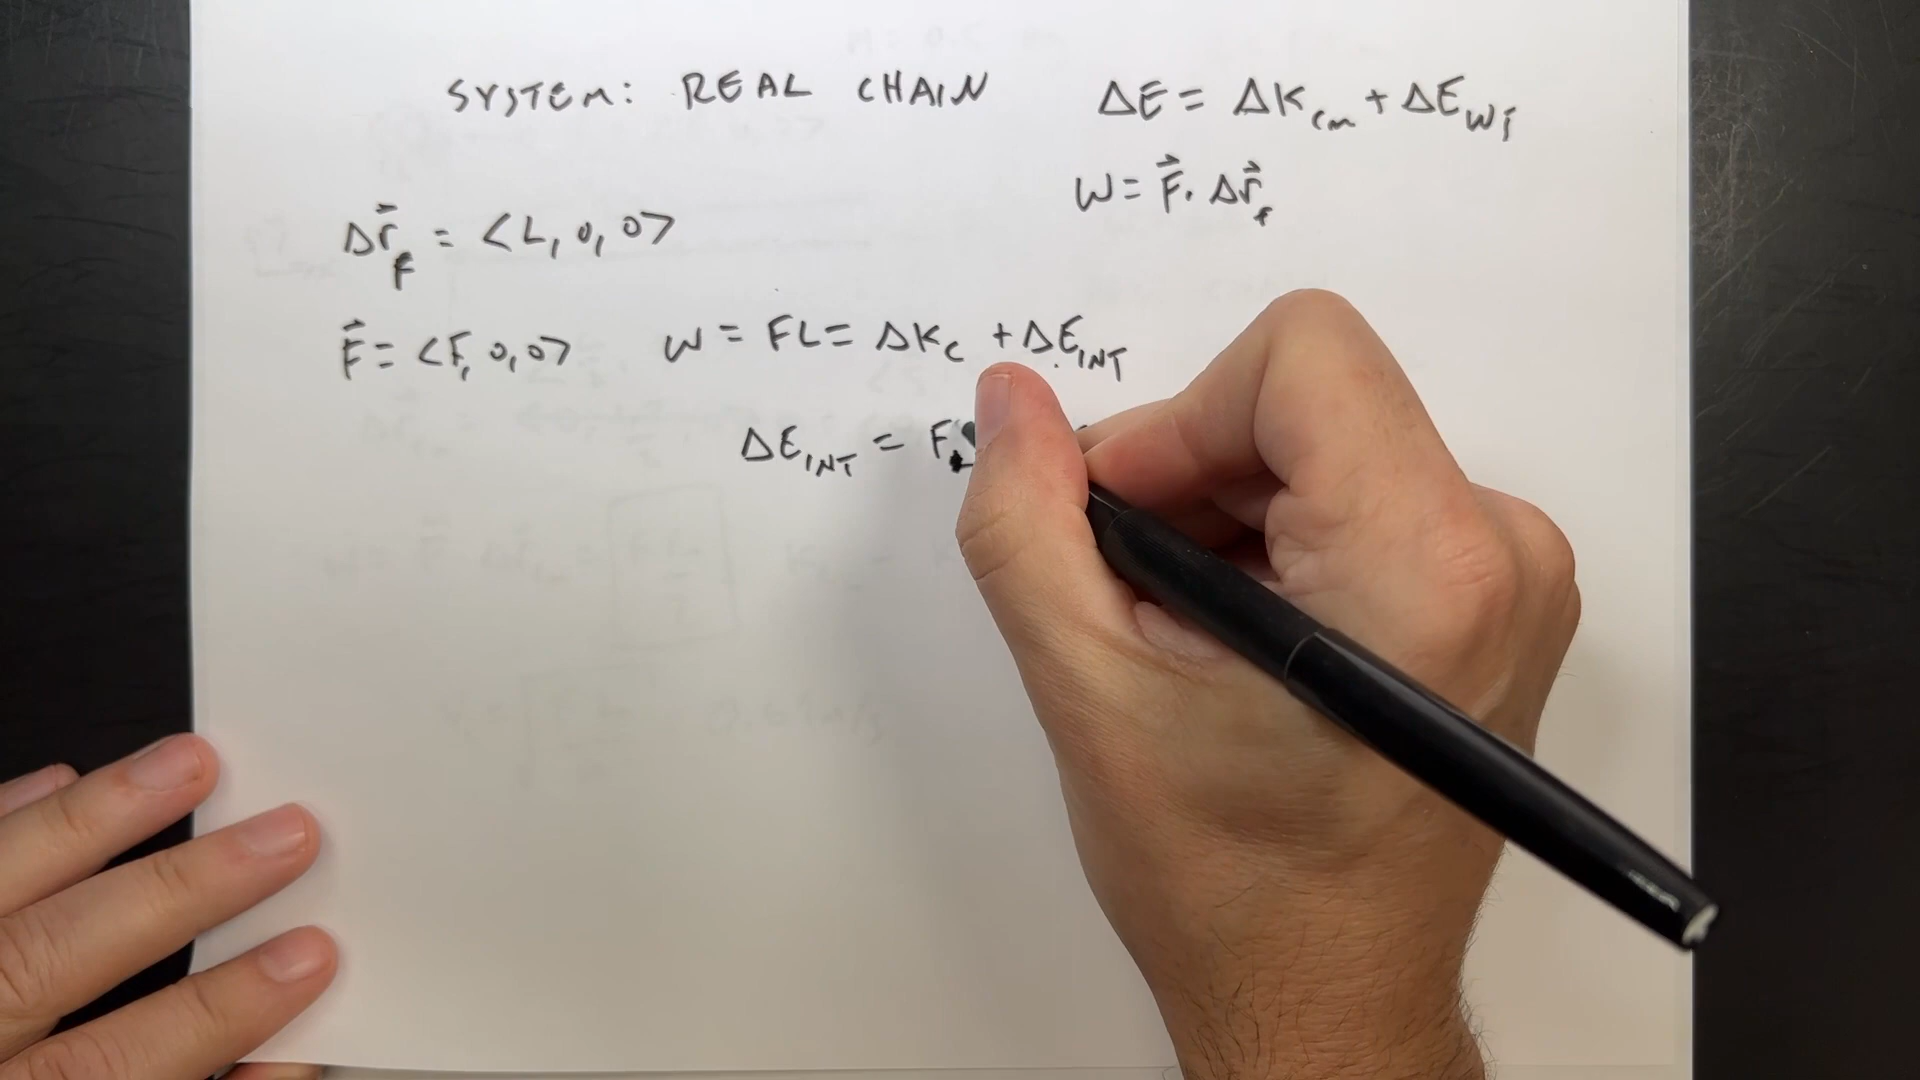 SYSTEM: REAL CHAIN
ΔE = ΔK_cm + ΔE_INT
W = F⃗ · Δr⃗_F
Δr⃗_F = <L, 0, 0>
F⃗ = <F, 0, 0>
W = FL = ΔK_C + ΔE_INT
ΔE_INT = F